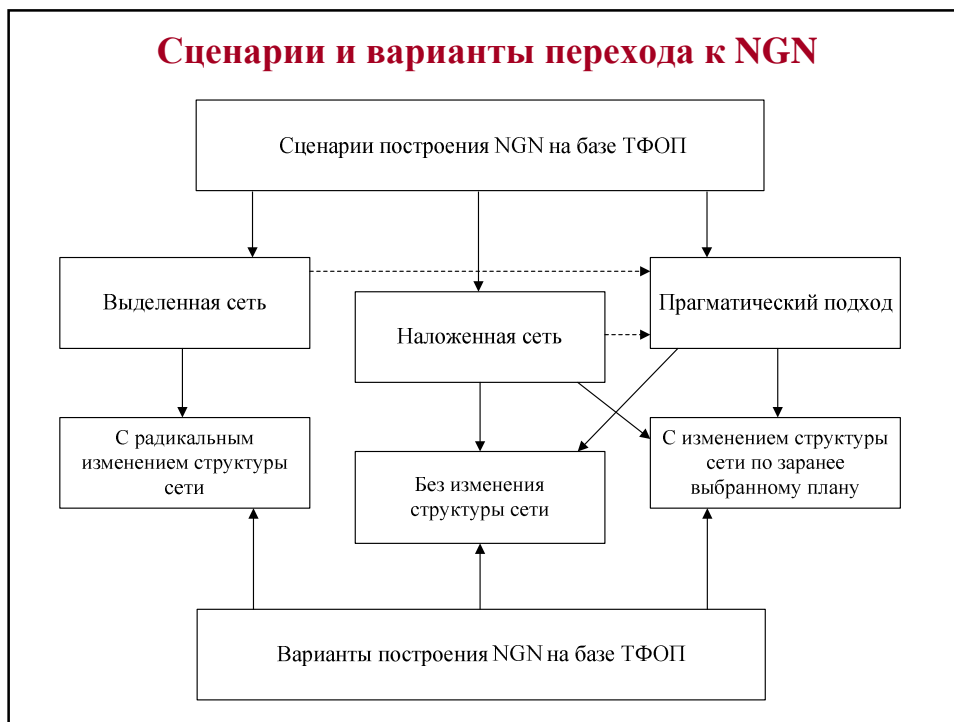 Сценарии и варианты перехода к NGN
Сценарии построения NGN на базе ТФОП
Выделенная сеть
Наложенная сеть
Прагматический подход
С радикальным
изменением структуры
сети
Без изменения
структуры сети
С изменением структуры
сети по заранее
выбранному плану
Варианты построения NGN на базе ТФОП